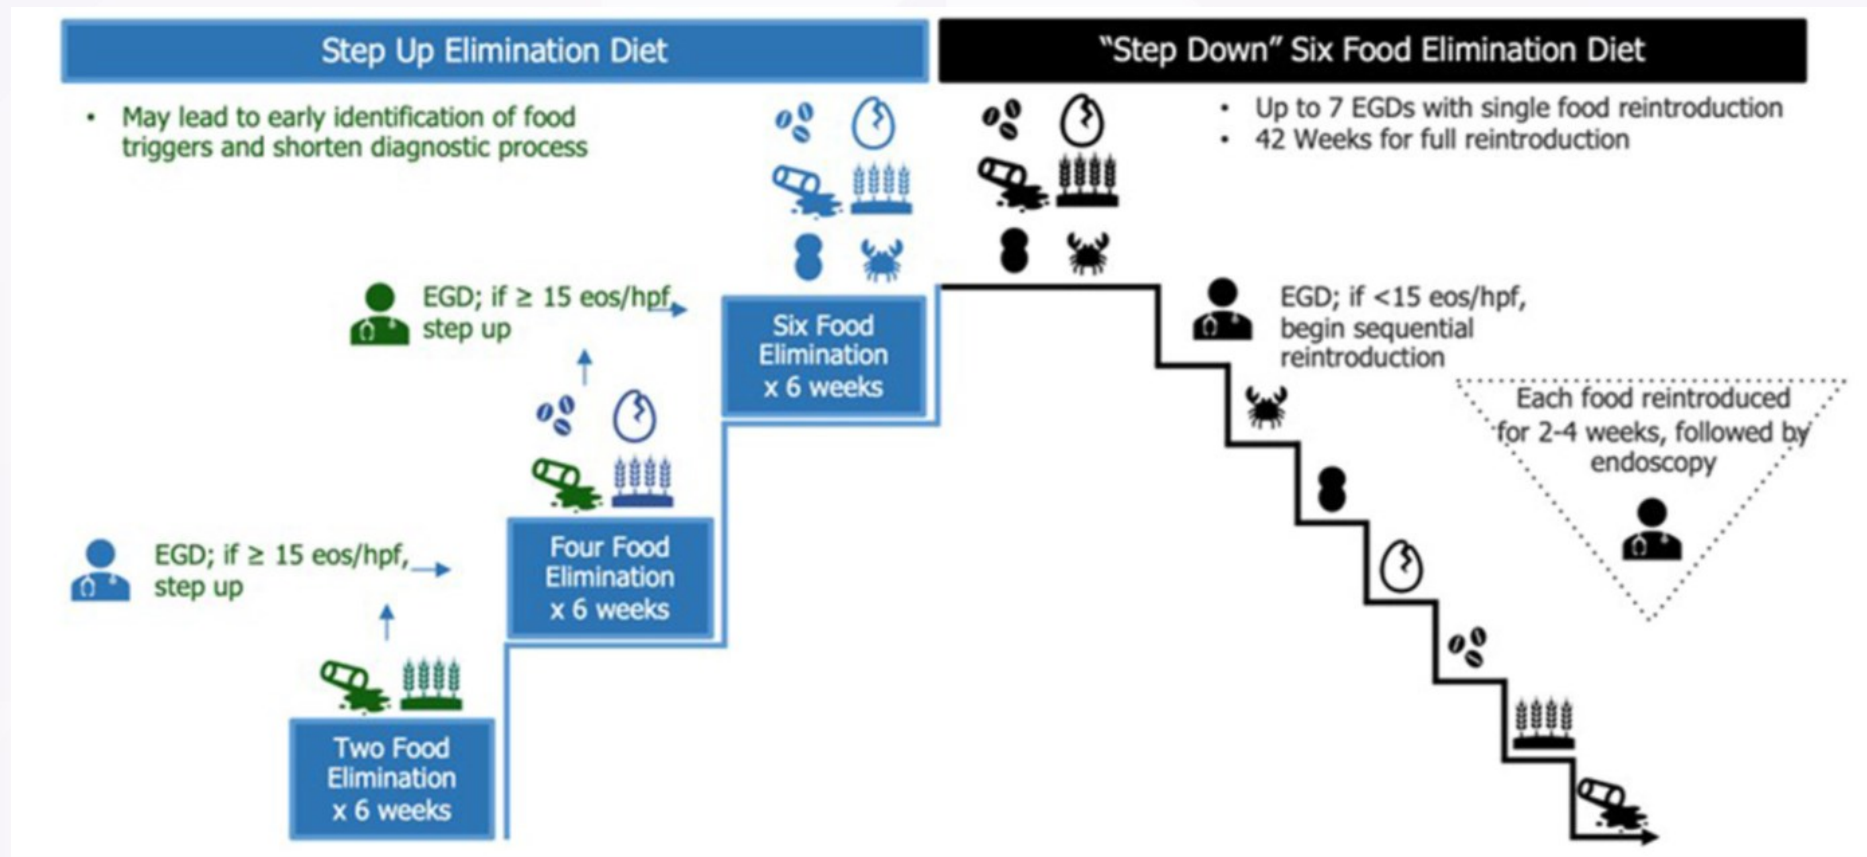 Step Up Elimination Diet
“Step Down” Six Food Elimination Diet
• May lead to early identification of food
triggers and shorten diagnostic process
• Up to 7 EGDs with single food reintroduction
• 42 Weeks for full reintroduction
EGD; if ≥ 15 eos/hpf,
step up
Six Food
Elimination
x 6 weeks
EGD; if <15 eos/hpf,
begin sequential
reintroduction
Each food reintroduced
for 2-4 weeks, followed by
endoscopy
EGD; if ≥ 15 eos/hpf,
step up
Four Food
Elimination
x 6 weeks
Two Food
Elimination
x 6 weeks